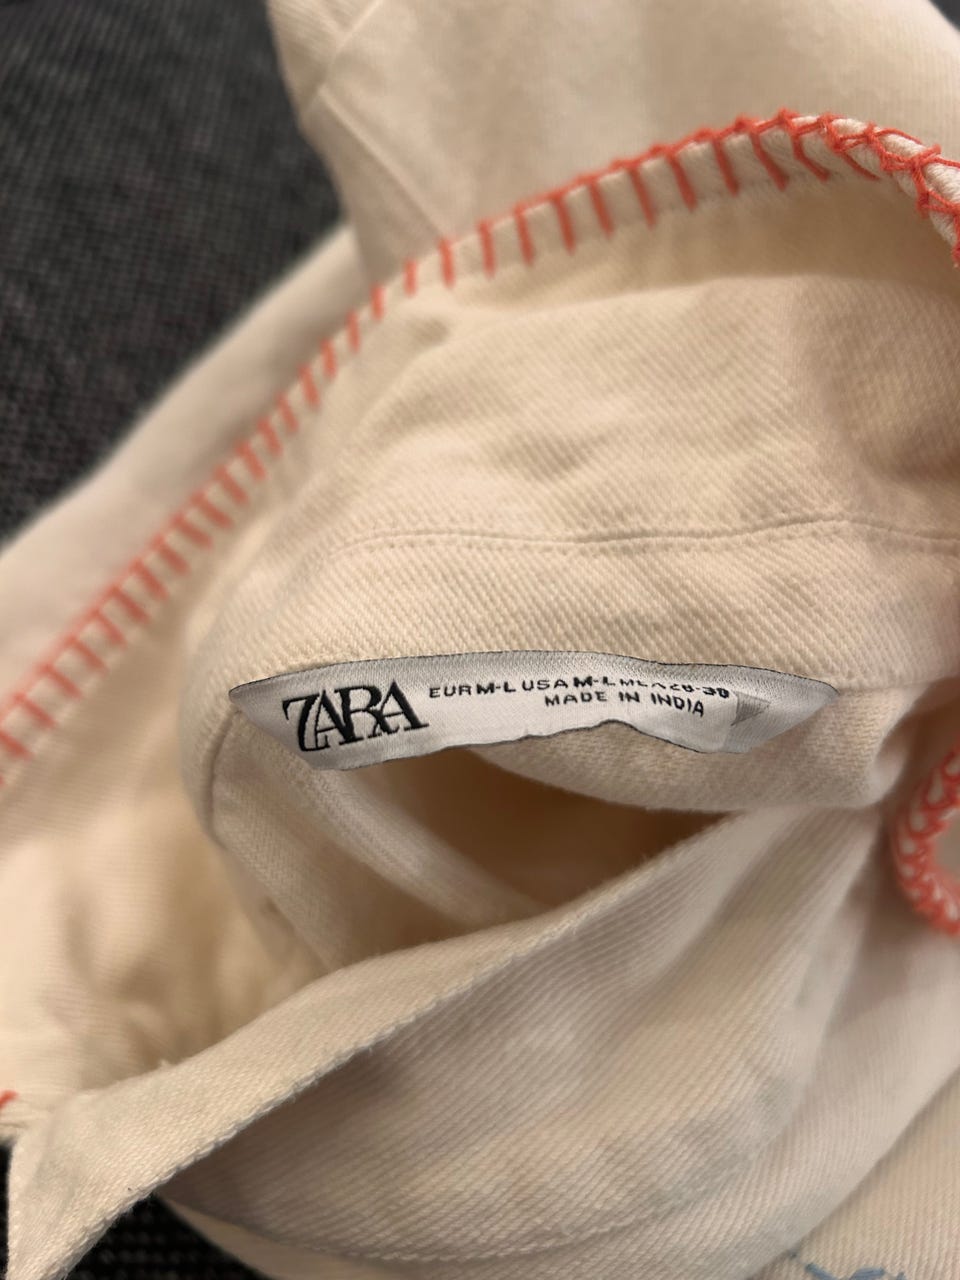 ZARA
EUR M-L USA M-L MEX 28-30
MADE IN INDIA